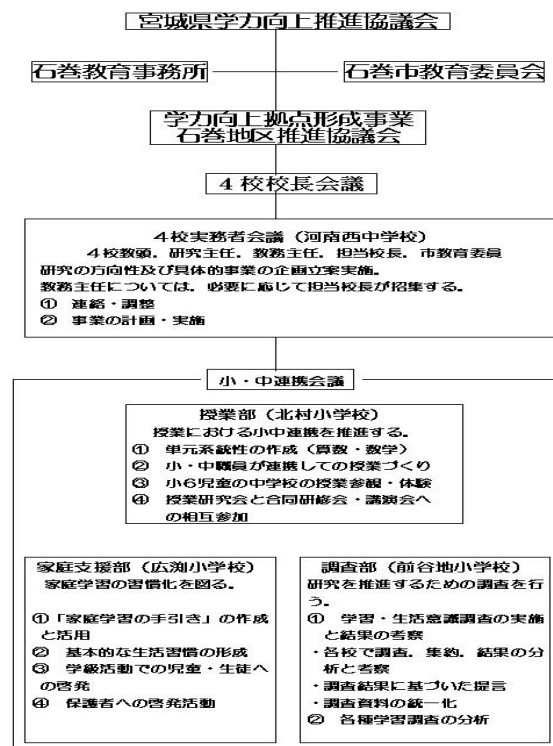 宮城県学力向上推進協議会
石巻教育事務所
石巻市教育委員会
学力向上拠点形成事業
石巻地区推進協議会
4校校長会議
4校実務者会議（河南西中学校）
4校教頭，研究主任，教務主任，担当校長，市教育委員
研究の方向性及び具体的事業の企画立案実施。
教務主任については，必要に応じて担当校長が招集する。
① 連絡・調整
② 事業の計画・実施
小・中連携会議
授業部（北村小学校）
授業における小中連携を推進する。
① 単元系統性の作成（算数・数学）
② 小・中職員が連携しての授業づくり
③ 小6児童の中学校の授業参観・体験
④ 授業研究会と合同研修会・講演会へ
の相互参加
家庭支援部（広渕小学校）
家庭学習の習慣化を図る。
①「家庭学習の手引き」の作成
と活用
② 基本的な生活習慣の形成
③ 学級活動での児童・生徒へ
の啓発
④ 保護者への啓発活動
調査部（前谷地小学校）
研究を推進するための調査を行
う。
① 学習・生活意識調査の実施
と結果の考察
・各校で調査，集約，結果の分
析と考察
・調査結果に基づいた提言
・調査資料の統一化
② 各種学習調査の分析